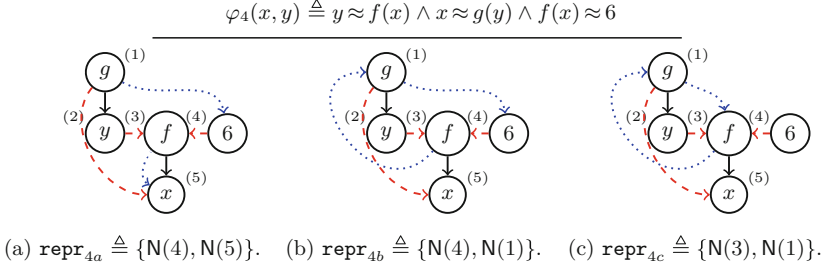 φ₄(x, y) ≜ y ≈ f(x) ∧ x ≈ g(y) ∧ f(x) ≈ 6
g (1) g (1) g (1)
(2) y (3) f (4) 6 (2) y (3) f (4) 6 (2) y (3) f (4) 6
x (5) x (5) x (5)
(a) repr₄ₐ ≜ {N(4), N(5)}. (b) repr₄b ≜ {N(4), N(1)}. (c) repr₄c ≜ {N(3), N(1)}.